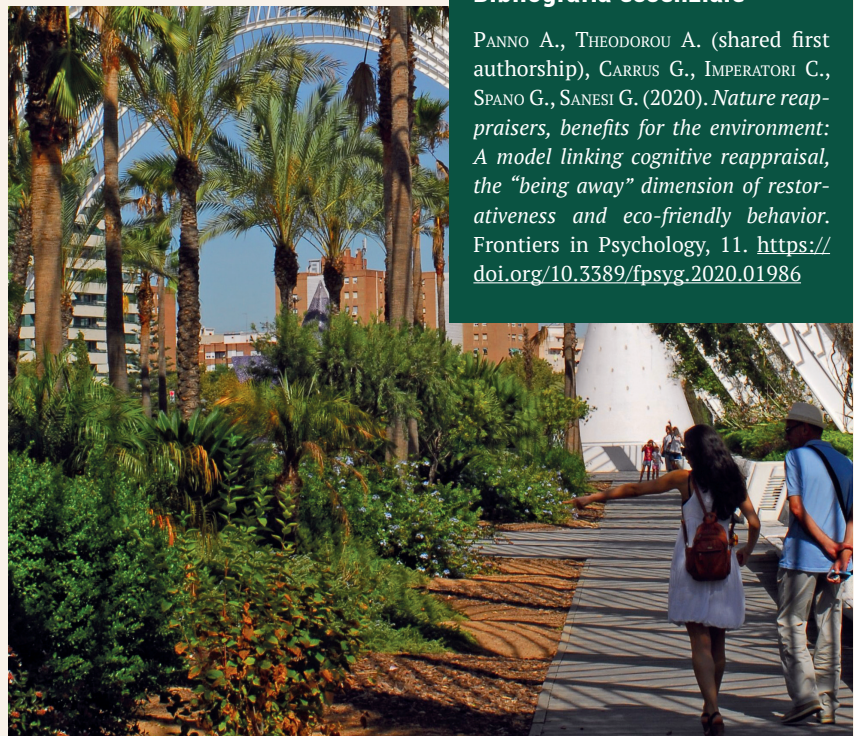 Bibliografia essenziale
PANNO A., THEODOROU A. (shared first
authorship), CARRUS G., IMPERATORI C.,
SPANO G., SANESI G. (2020). Nature reap-
praisers, benefits for the environment:
A model linking cognitive reappraisal,
the “being away” dimension of restor-
ativeness and eco-friendly behavior.
Frontiers in Psychology, 11. https://
doi.org/10.3389/fpsyg.2020.01986